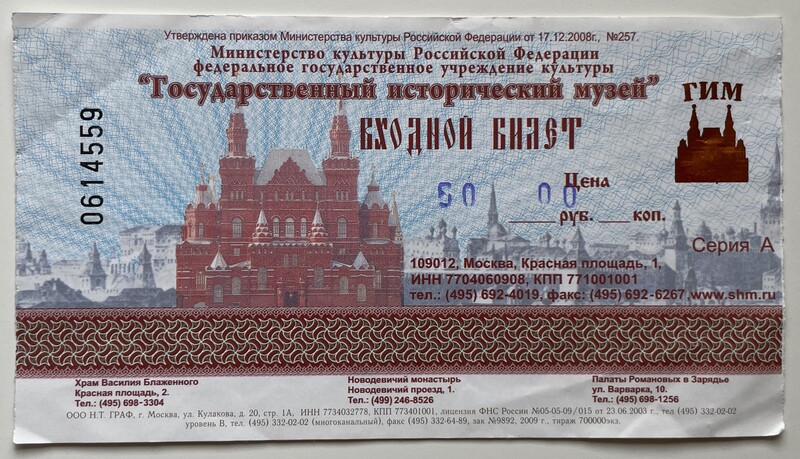 Утверждена приказом Министерства культуры Российской Федерации от 17.12.2008г., №257.
Министерство культуры Российской Федерации
федеральное государственное учреждение культуры
"Государственный исторический музей"
ГИМ
0614559
ВХОДНОЙ БИЛЕТ
Цена
50 00
____руб. ___коп.
Серия А
109012, Москва, Красная площадь, 1,
ИНН 7704060908, КПП 771001001
тел.: (495) 692-4019, факс: (495) 692-6267, www.shm.ru
Храм Василия Блаженного
Красная площадь, 2.
Тел.: (495) 698-3304
Новодевичий монастырь
Новодевичий проезд, 1.
Тел.: (499) 246-8526
Палаты Романовых в Зарядье
ул. Варварка, 10.
Тел.: (495) 698-1256
ООО Н.Т. ГРАФ, г. Москва, ул. Кулакова, д. 20, стр. 1А, ИНН 7734032778, КПП 773401001, лицензия ФНС России №05-05-09/015 от 23.06.2003 г., тел. (495) 332-02-02
уровень В, тел. (495) 332-02-02 (многоканальный), факс (495) 332-64-89, зак №9892, 2009 г., тираж 700000экз.